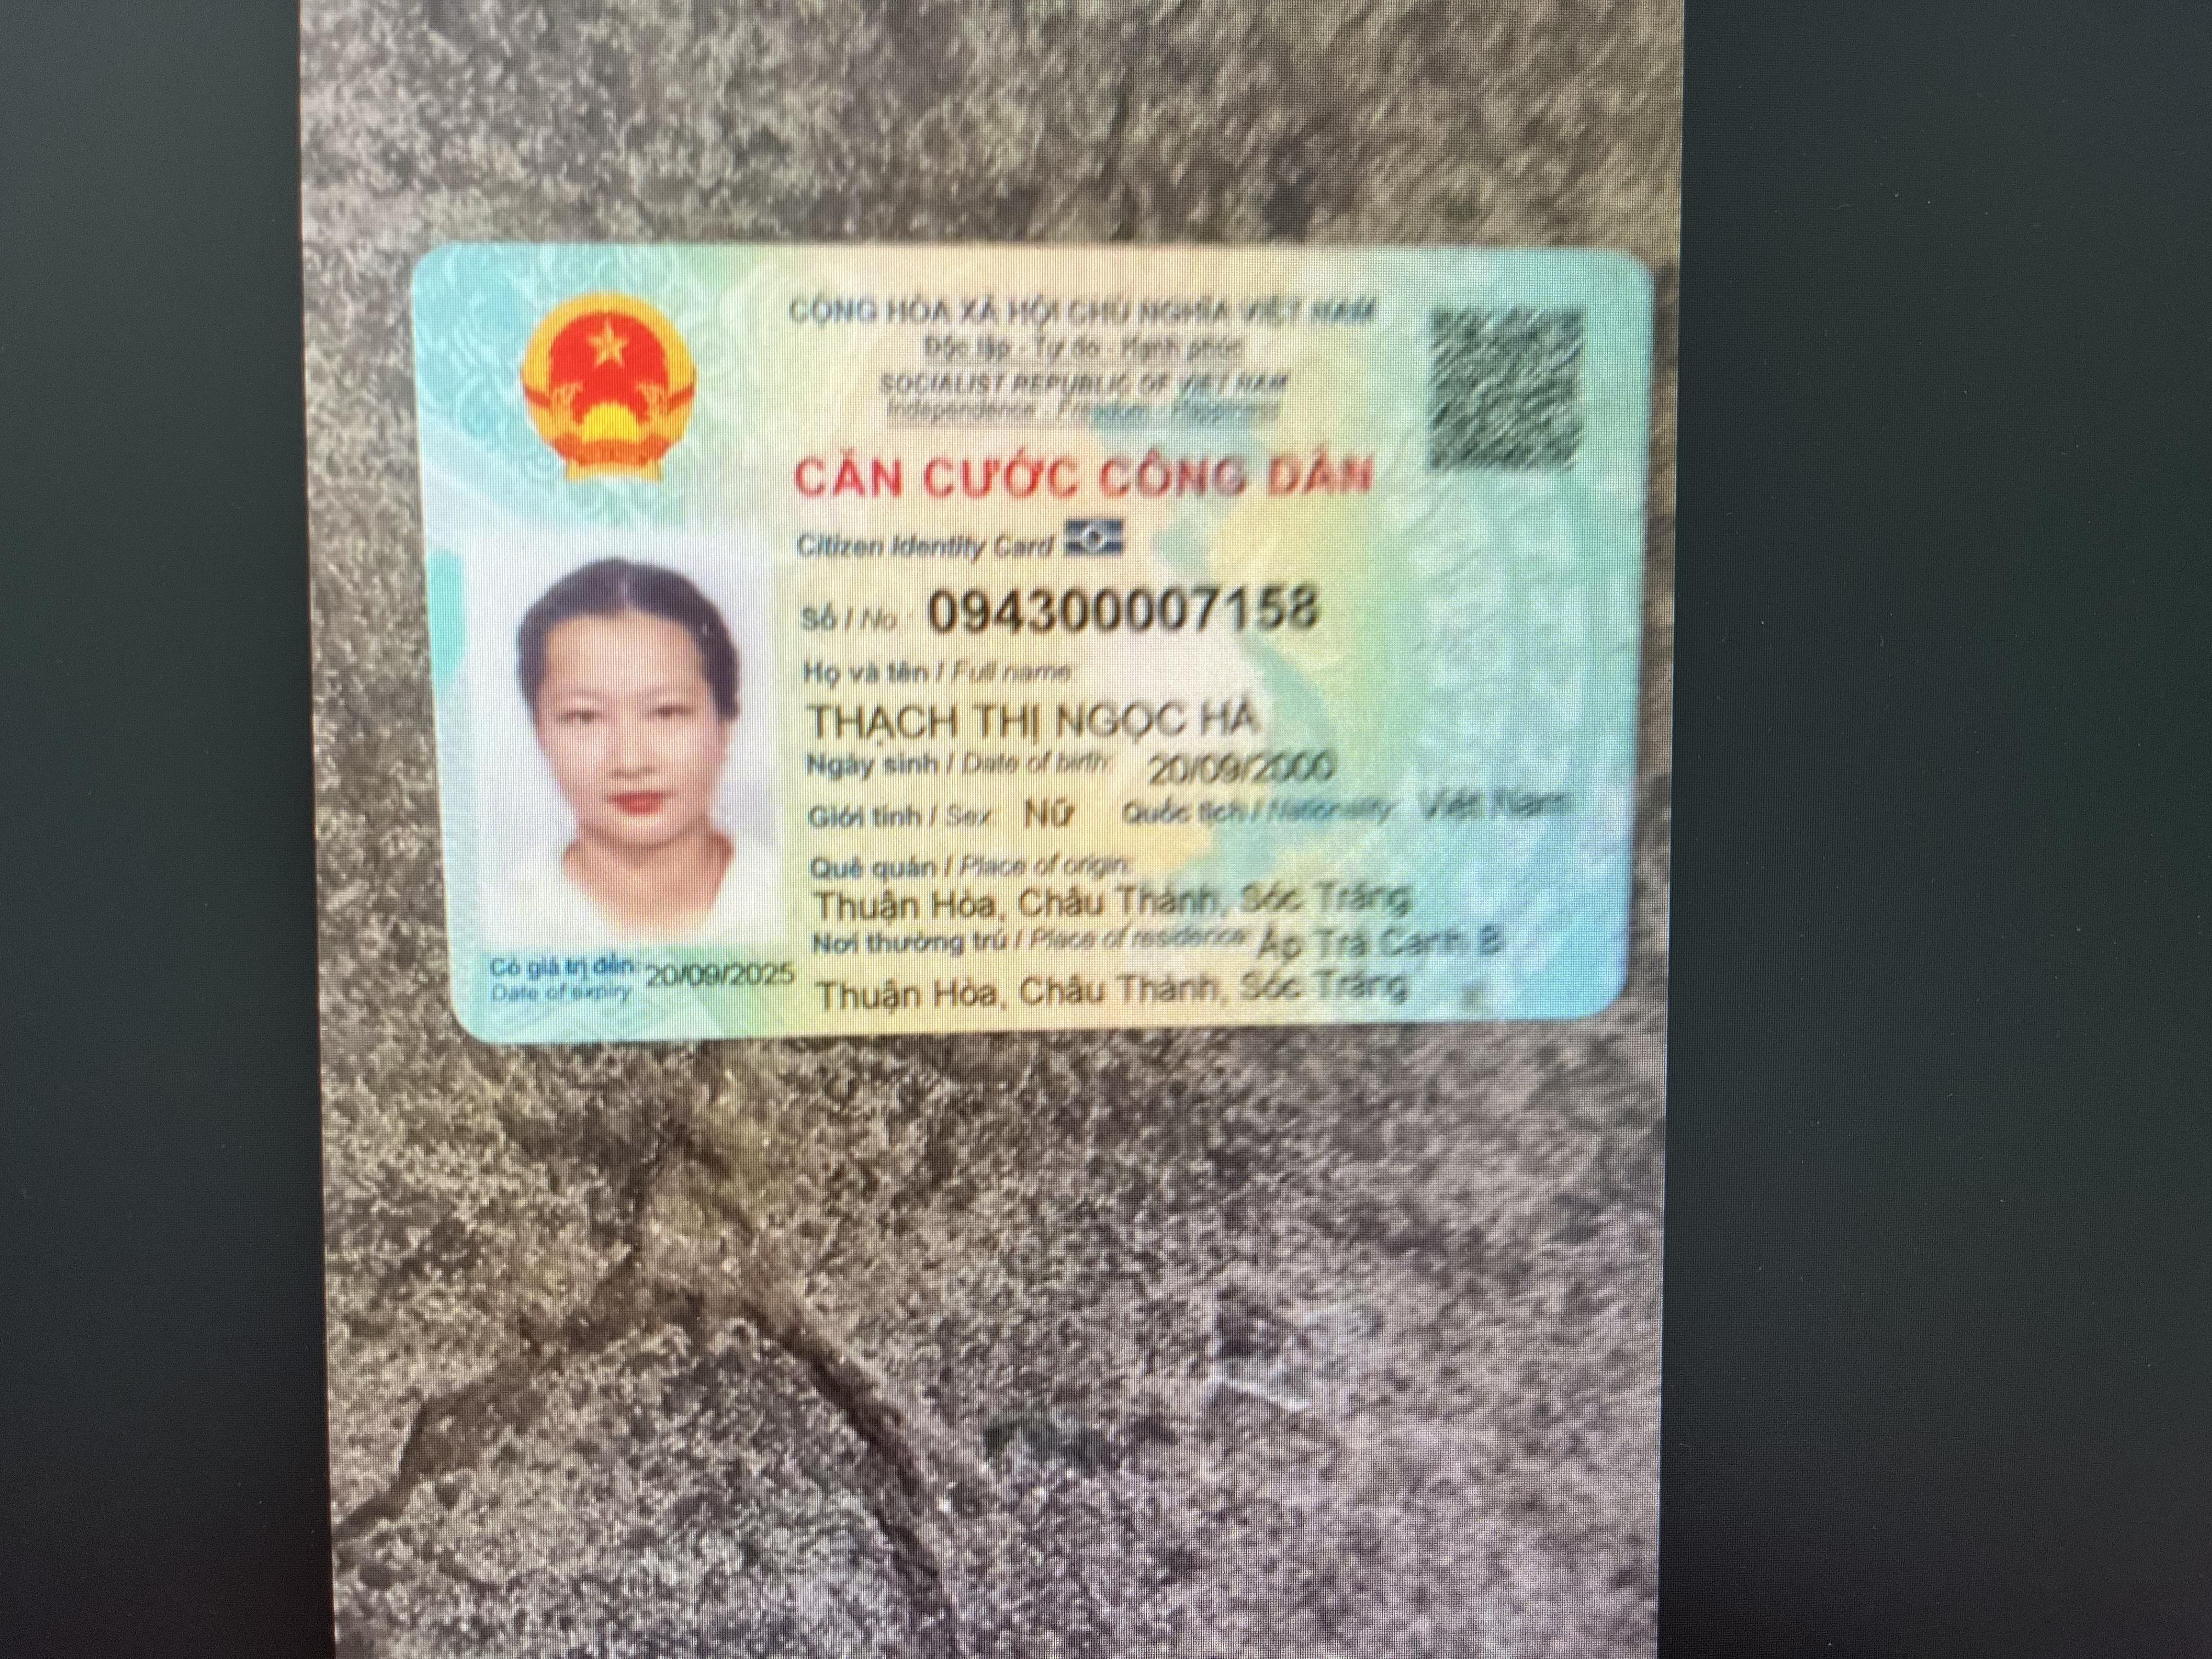 CỘNG HÒA XÃ HỘI CHỦ NGHĨA VIỆT NAM
Độc lập - Tự do - Hạnh phúc
SOCIALIST REPUBLIC OF VIET NAM
Independence - Freedom - Happiness
CĂN CƯỚC CÔNG DÂN
Citizen Identity Card
Số / No.: 094300007158
Họ và tên / Full name:
THẠCH THỊ NGỌC HÀ
Ngày sinh / Date of birth: 20/09/2000
Giới tính / Sex: Nữ Quốc tịch / Nationality: Việt Nam
Quê quán / Place of origin:
Thuận Hòa, Châu Thành, Sóc Trăng
Nơi thường trú / Place of residence: Ấp Trà Canh B
Thuận Hòa, Châu Thành, Sóc Trăng
Có giá trị đến: 20/09/2025
Date of expiry